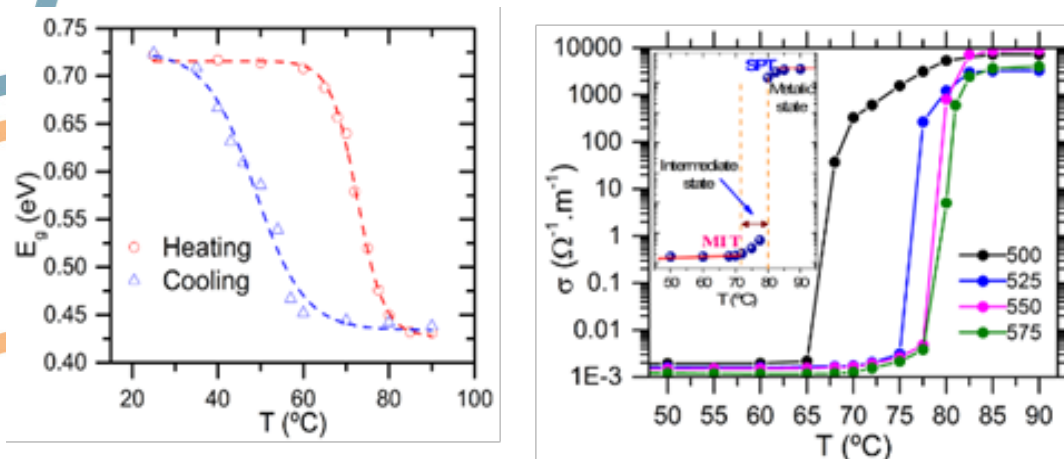 0.75
0.70
0.65
0.60
0.55
0.50
0.45
0.40
E_g (eV)
Heating
Cooling
20 40 60 80 100
T (ºC)
10000
1000
100
10
1
0.1
0.01
1E-3
σ (Ω⁻¹.m⁻¹)
SPT
Metallic
state
Intermediate
state
MIT
50 60 70 80 90
T (ºC)
500
525
550
575
50 55 60 65 70 75 80 85 90
T (ºC)